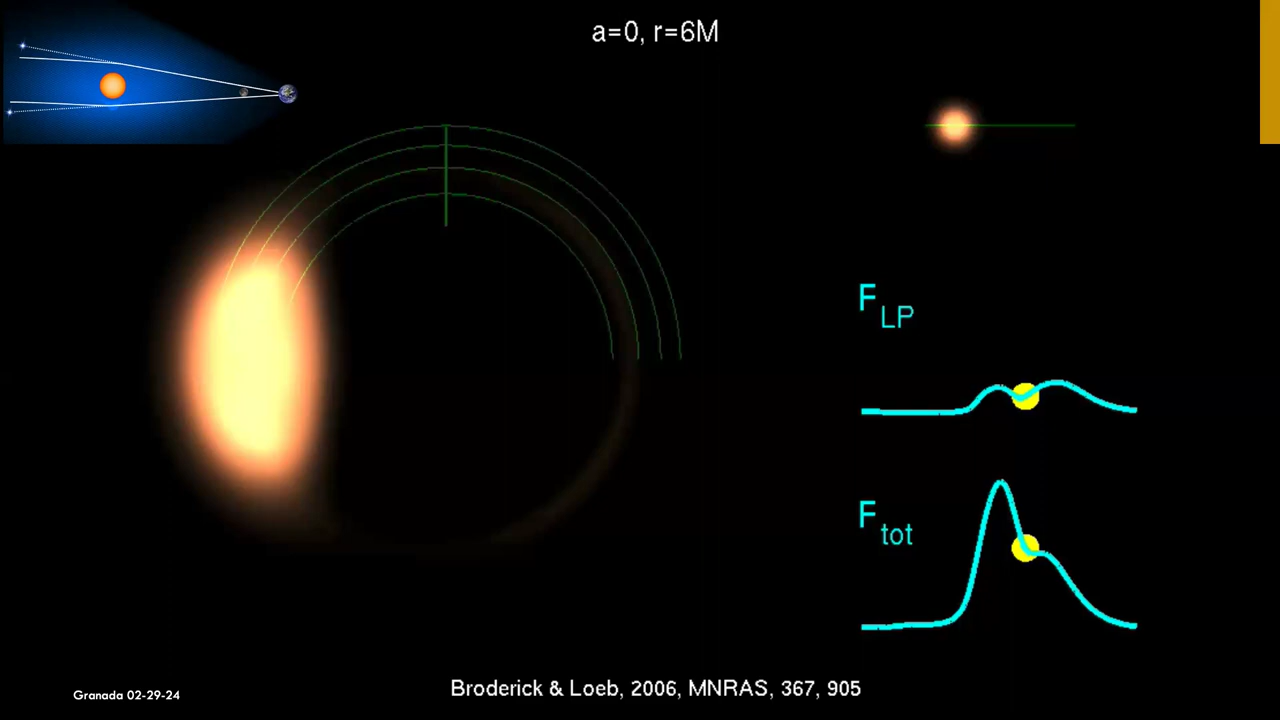 a=0, r=6M
F LP
F tot
Granada 02-29-24
Broderick & Loeb, 2006, MNRAS, 367, 905